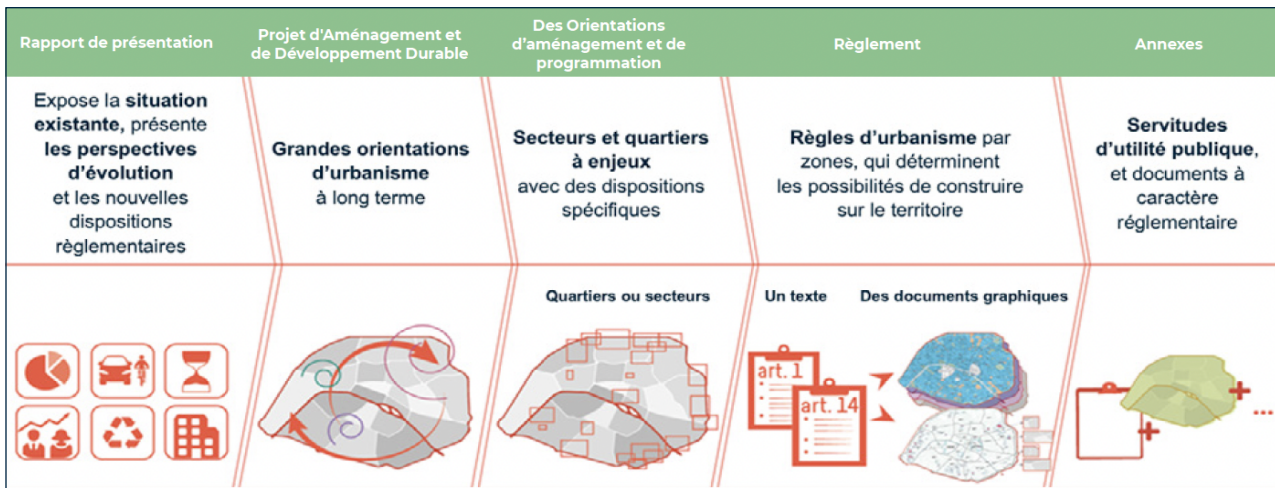 Rapport de présentation
Projet d'Aménagement et
de Développement Durable
Des Orientations
d'aménagement et de
programmation
Règlement
Annexes
Expose la situation
existante, présente
les perspectives
d'évolution
et les nouvelles
dispositions
règlementaires
Grandes orientations
d'urbanisme
à long terme
Secteurs et quartiers
à enjeux
avec des dispositions
spécifiques
Règles d'urbanisme par
zones, qui déterminent
les possibilités de construire
sur le territoire
Servitudes
d'utilité publique,
et documents à
caractère
réglementaire
Quartiers ou secteurs
Un texte
Des documents graphiques
art. 1
art. 14
+
+
...